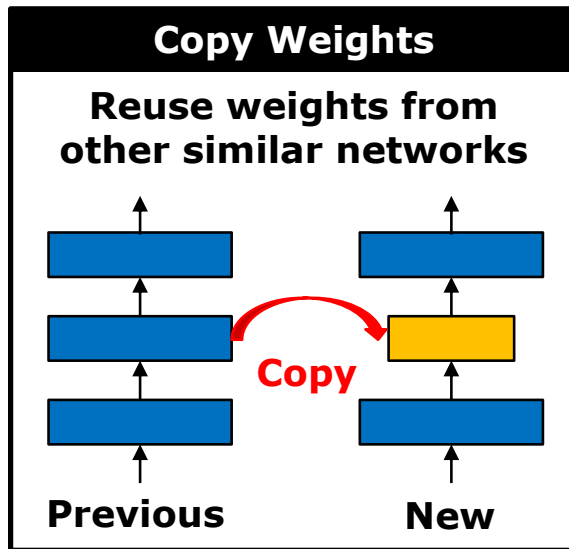 Copy Weights
Reuse weights from
other similar networks
Copy
Previous
New